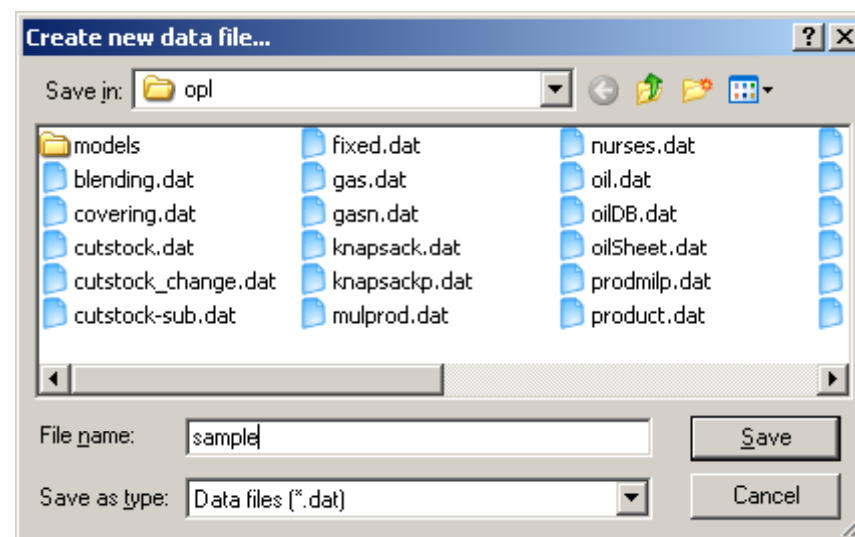 Create new data file...
Save in: opl
models fixed.dat nurses.dat
blending.dat gas.dat oil.dat
covering.dat gasn.dat oilDB.dat
cutstock.dat knapsack.dat oilSheet.dat
cutstock_change.dat knapsackp.dat prodmilp.dat
cutstock-sub.dat mulprod.dat product.dat
File name: sample Save
Save as type: Data files (*.dat) Cancel